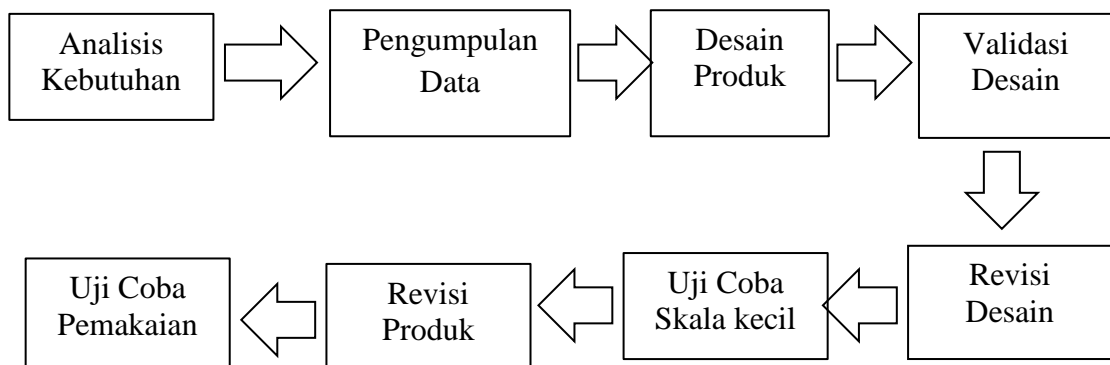 Analisis
Kebutuhan
Pengumpulan
Data
Desain
Produk
Validasi
Desain
Revisi
Desain
Uji Coba
Skala kecil
Revisi
Produk
Uji Coba
Pemakaian